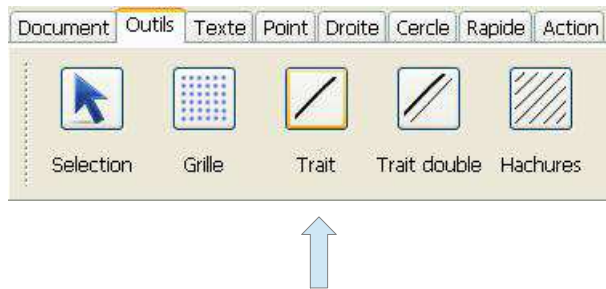 Document Outils Texte Point Droite Cercle Rapide Action
Selection Grille Trait Trait double Hachures